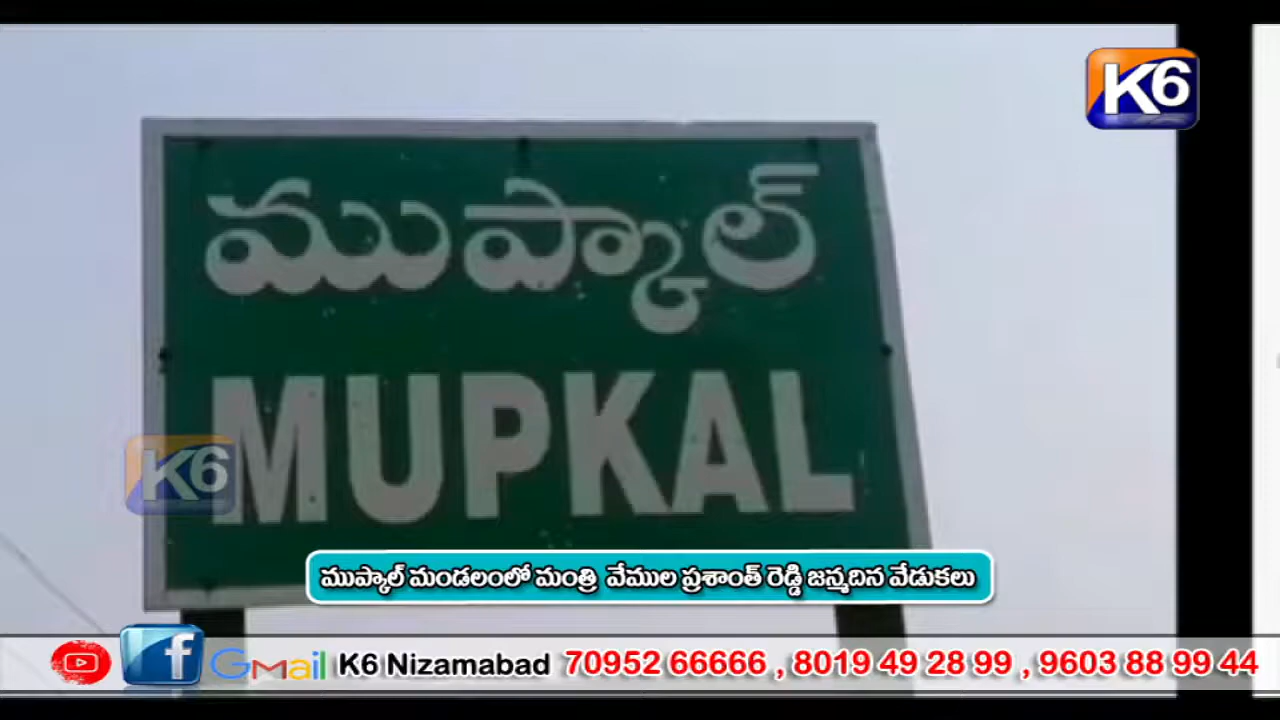 K6
ముప్కాల్
MUPKAL
K6
ముప్కాల్ మండలంలో మంత్రి వేముల ప్రశాంత్ రెడ్డి జన్మదిన వేడుకలు
f Gmail K6 Nizamabad 70952 66666 , 8019 49 28 99 , 9603 88 99 44